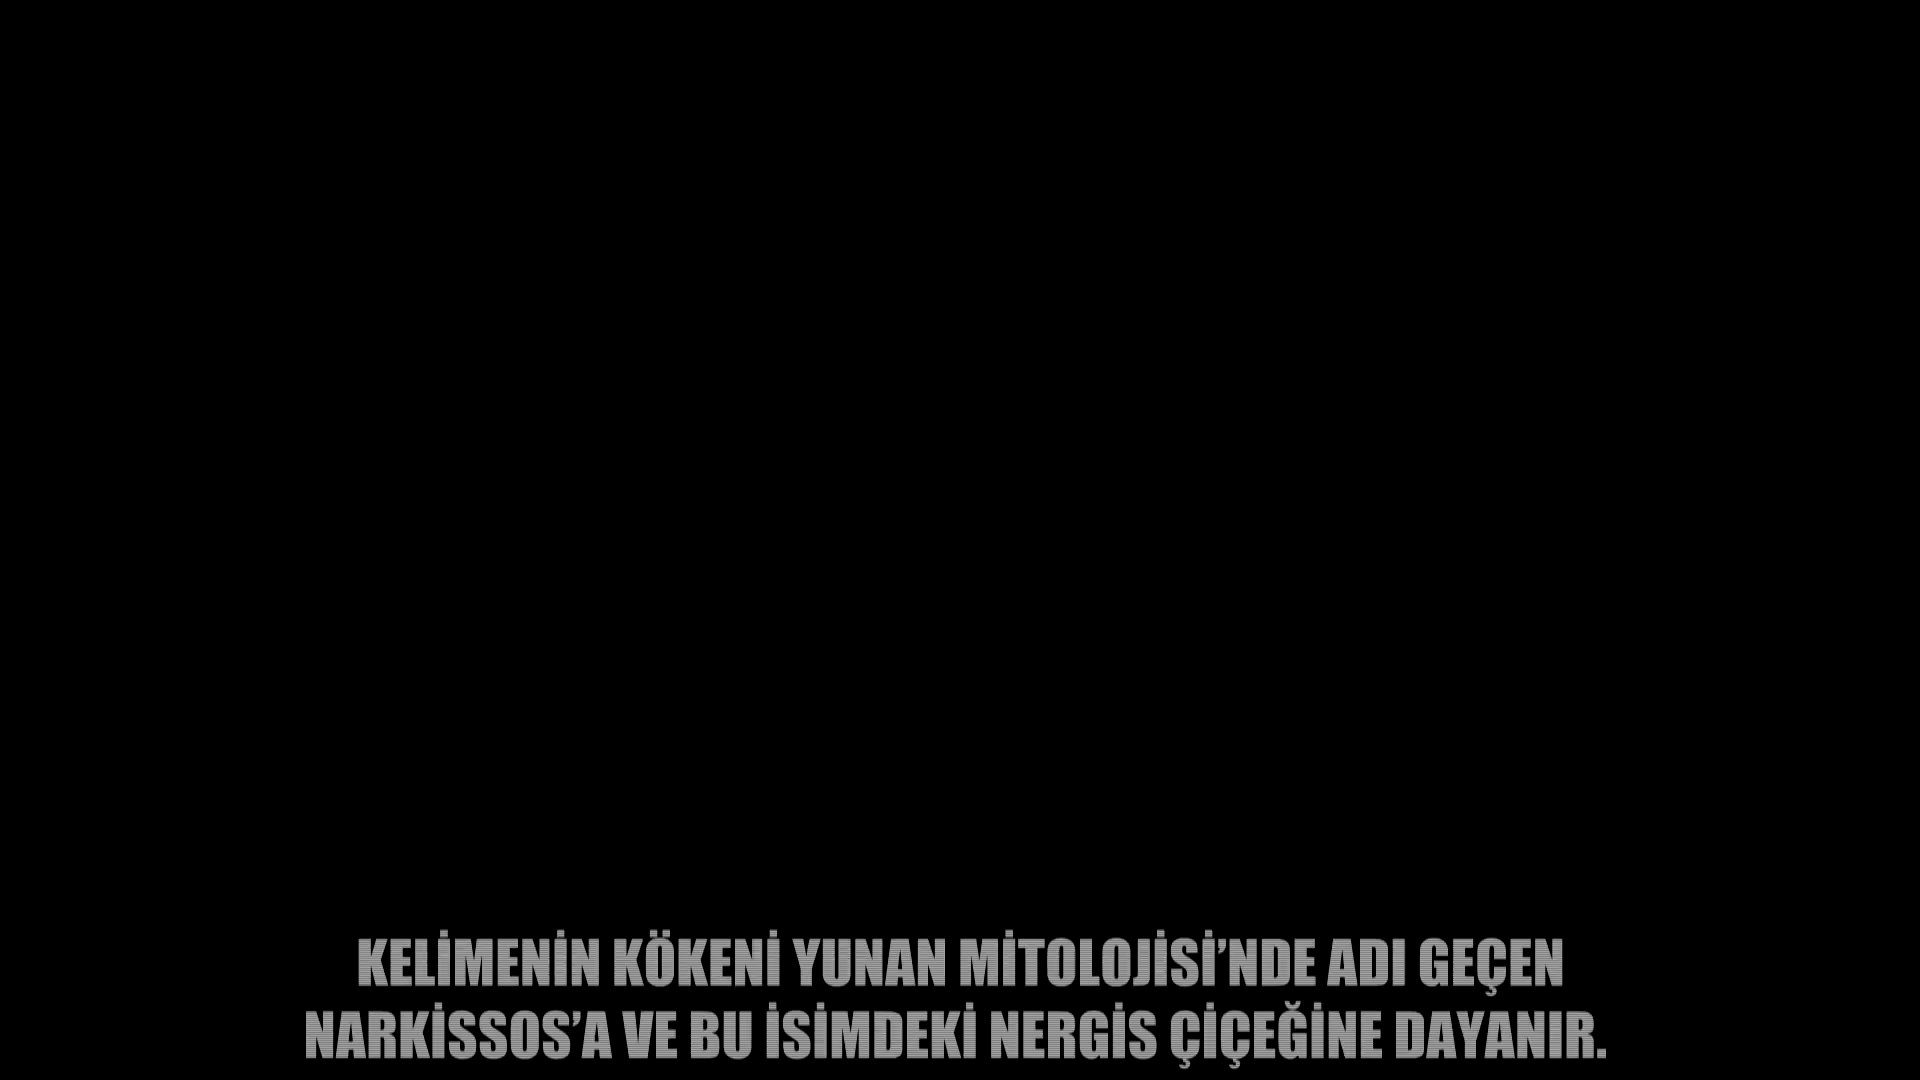 KELİMENİN KÖKENİ YUNAN MİTOLOJİSİ’NDE ADI GEÇEN
NARKİSSOS’A VE BU İSİMDEKİ NERGİS ÇİÇEĞİNE DAYANIR.